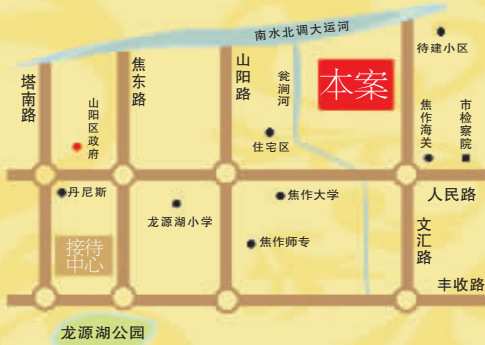 南水北调大运河
待建小区
塔南路
焦东路
山阳路
瓮涧河
本案
山阳区政府
住宅区
焦作海关
市检察院
丹尼斯
龙源湖小学
焦作大学
人民路
文汇路
接待
中心
焦作师专
丰收路
龙源湖公园